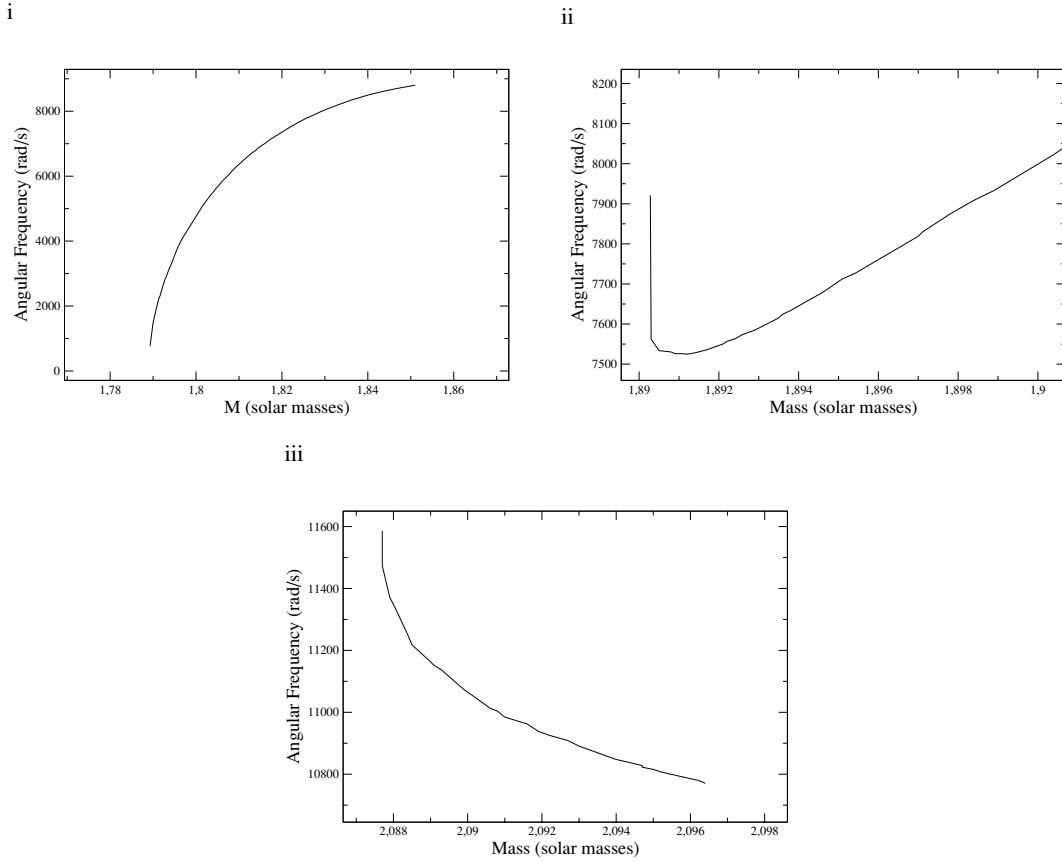 i
8000
6000
4000
2000
0
Angular Frequency (rad/s)
1,78 1,8 1,82 1,84 1,86
M (solar masses)
ii
8200
8100
8000
7900
7800
7700
7600
7500
Angular Frequency (rad/s)
1,89 1,892 1,894 1,896 1,898 1,9
Mass (solar masses)
iii
11600
11400
11200
11000
10800
Angular Frequency (rad/s)
2,088 2,09 2,092 2,094 2,096 2,098
Mass (solar masses)